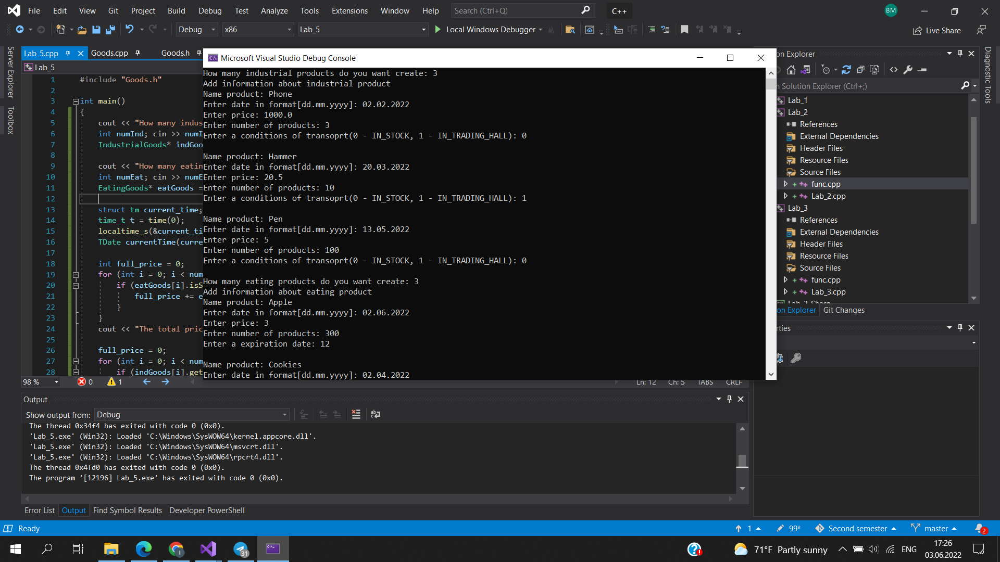 File Edit View Git Project Build Debug Test Analyze Tools Extensions Window Help Search (Ctrl+Q) C++ BM
Debug x86 Lab_5 Local Windows Debugger Live Share
Server Explorer
Toolbox
Lab_5.cpp Goods.cpp Goods.h
Lab_5
1 #include "Goods.h"
2
3 int main()
4 {
5 cout << "How many indus
6 int numInd; cin >> numI
7 IndustrialGoods* indGoo
8
9 cout << "How many eatin
10 int numEat; cin >> numE
11 EatingGoods* eatGoods =
12
13 struct tm current_time;
14 time_t t = time(0);
15 localtime_s(&current_ti
16 TDate currentTime(curre
17
18 int full_price = 0;
19 for (int i = 0; i < num
20 if (eatGoods[i].isS
21 full_price += e
22 }
23 }
24 cout << "The total pric
25
26 full_price = 0;
27 for (int i = 0; i < num
28 if (indGoods[i].get
98 % 0 1 Ln: 12 Ch: 5 TABS CRLF
Microsoft Visual Studio Debug Console
How many industrial products do you want create: 3
Add information about industrial product
Name product: Phone
Enter date in format[dd.mm.yyyy]: 02.02.2022
Enter price: 1000.0
Enter number of products: 3
Enter a conditions of transoprt(0 - IN_STOCK, 1 - IN_TRADING_HALL): 0
Name product: Hammer
Enter date in format[dd.mm.yyyy]: 20.03.2022
Enter price: 20.5
Enter number of products: 10
Enter a conditions of transoprt(0 - IN_STOCK, 1 - IN_TRADING_HALL): 1
Name product: Pen
Enter date in format[dd.mm.yyyy]: 13.05.2022
Enter price: 5
Enter number of products: 100
Enter a conditions of transoprt(0 - IN_STOCK, 1 - IN_TRADING_HALL): 0
How many eating products do you want create: 3
Add information about eating product
Name product: Apple
Enter date in format[dd.mm.yyyy]: 02.06.2022
Enter price: 3
Enter number of products: 300
Enter a expiration date: 12
Name product: Cookies
Enter date in format[dd.mm.yyyy]: 02.04.2022
on Explorer
Solution Explorer (Ctrl+;)
Lab_1
Lab_2
References
External Dependencies
Header Files
Resource Files
Source Files
func.cpp
Lab_2.cpp
Lab_3
References
External Dependencies
Header Files
Resource Files
Source Files
func.cpp
Lab_3.cpp
Lab_3_Sharp
on Explorer Git Changes
rties
Diagnostic Tools
Output
Show output from: Debug
The thread 0x34f4 has exited with code 0 (0x0).
'Lab_5.exe' (Win32): Loaded 'C:\Windows\SysWOW64\kernel.appcore.dll'.
'Lab_5.exe' (Win32): Loaded 'C:\Windows\SysWOW64\msvcrt.dll'.
'Lab_5.exe' (Win32): Loaded 'C:\Windows\SysWOW64\rpcrt4.dll'.
The thread 0x4fd0 has exited with code 0 (0x0).
The program '[12196] Lab_5.exe' has exited with code 0 (0x0).
Error List Output Find Symbol Results Developer PowerShell
Ready 1 99* Second semester master 2
31 71°F Partly sunny ENG 17:26
03.06.2022